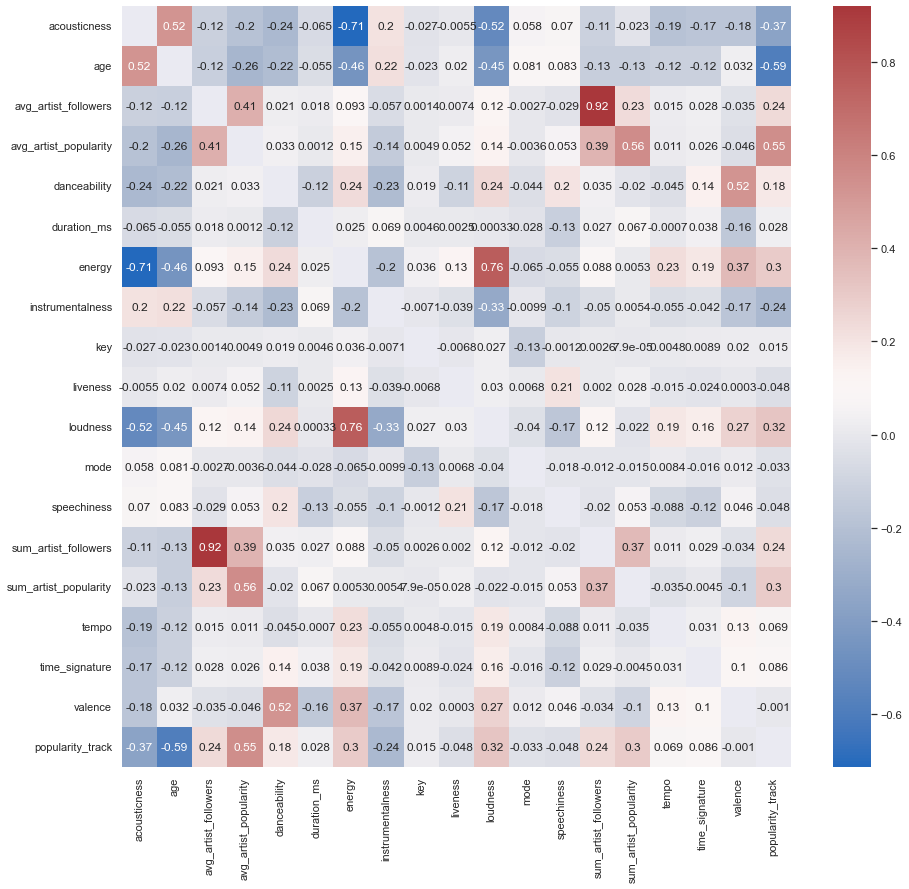 acousticness 0.52 -0.12 -0.2 -0.24 -0.065 -0.71 0.2 -0.027 -0.0055 -0.52 0.058 0.07 -0.11 -0.023 -0.19 -0.17 -0.18 -0.37
age 0.52 -0.12 -0.26 -0.22 -0.055 -0.46 0.22 -0.023 0.02 -0.45 0.081 0.083 -0.13 -0.13 -0.12 -0.12 0.032 -0.59
avg_artist_followers -0.12 -0.12 0.41 0.021 0.018 0.093 -0.057 0.0014 0.0074 0.12 -0.0027 -0.029 0.92 0.23 0.015 0.028 -0.035 0.24
avg_artist_popularity -0.2 -0.26 0.41 0.033 0.0012 0.15 -0.14 0.0049 0.052 0.14 -0.0036 0.053 0.39 0.56 0.011 0.026 -0.046 0.55
danceability -0.24 -0.22 0.021 0.033 -0.12 0.24 -0.23 0.019 -0.11 0.24 -0.044 0.2 0.035 -0.02 -0.045 0.14 0.52 0.18
duration_ms -0.065 -0.055 0.018 0.0012 -0.12 0.025 0.069 0.0046 0.0025 0.00033 -0.028 -0.13 0.027 0.067 -0.0007 0.038 -0.16 0.028
energy -0.71 -0.46 0.093 0.15 0.24 0.025 -0.2 0.036 0.13 0.76 -0.065 -0.055 0.088 0.0053 0.23 0.19 0.37 0.3
instrumentalness 0.2 0.22 -0.057 -0.14 -0.23 0.069 -0.2 -0.0071 -0.039 -0.33 -0.0099 -0.1 -0.05 0.0054 -0.055 -0.042 -0.17 -0.24
key -0.027 -0.023 0.0014 0.0049 0.019 0.0046 0.036 -0.0071 -0.0068 0.027 -0.13 -0.0012 0.0026 7.9e-05 0.0048 0.0089 0.02 0.015
liveness -0.0055 0.02 0.0074 0.052 -0.11 0.0025 0.13 -0.039 -0.0068 0.03 0.0068 0.21 0.002 0.028 -0.015 -0.024 0.0003 -0.048
loudness -0.52 -0.45 0.12 0.14 0.24 0.00033 0.76 -0.33 0.027 0.03 -0.04 -0.17 0.12 -0.022 0.19 0.16 0.27 0.32
mode 0.058 0.081 -0.0027 -0.0036 -0.044 -0.028 -0.065 -0.0099 -0.13 0.0068 -0.04 -0.018 -0.012 -0.015 0.0084 -0.016 0.012 -0.033
speechiness 0.07 0.083 -0.029 0.053 0.2 -0.13 -0.055 -0.1 -0.0012 0.21 -0.17 -0.018 -0.02 0.053 -0.088 -0.12 0.046 -0.048
sum_artist_followers -0.11 -0.13 0.92 0.39 0.035 0.027 0.088 -0.05 0.0026 0.002 0.12 -0.012 -0.02 0.37 0.011 0.029 -0.034 0.24
sum_artist_popularity -0.023 -0.13 0.23 0.56 -0.02 0.067 0.0053 0.0054 7.9e-05 0.028 -0.022 -0.015 0.053 0.37 -0.035 -0.0045 -0.1 0.3
tempo -0.19 -0.12 0.015 0.011 -0.045 -0.0007 0.23 -0.055 0.0048 -0.015 0.19 0.0084 -0.088 0.011 -0.035 0.031 0.13 0.069
time_signature -0.17 -0.12 0.028 0.026 0.14 0.038 0.19 -0.042 0.0089 -0.024 0.16 -0.016 -0.12 0.029 -0.0045 0.031 0.1 0.086
valence -0.18 0.032 -0.035 -0.046 0.52 -0.16 0.37 -0.17 0.02 0.0003 0.27 0.012 0.046 -0.034 -0.1 0.13 0.1 -0.001
popularity_track -0.37 -0.59 0.24 0.55 0.18 0.028 0.3 -0.24 0.015 -0.048 0.32 -0.033 -0.048 0.24 0.3 0.069 0.086 -0.001
acousticness
age
avg_artist_followers
avg_artist_popularity
danceability
duration_ms
energy
instrumentalness
key
liveness
loudness
mode
speechiness
sum_artist_followers
sum_artist_popularity
tempo
time_signature
valence
popularity_track
0.8
0.6
0.4
0.2
0.0
−0.2
−0.4
−0.6